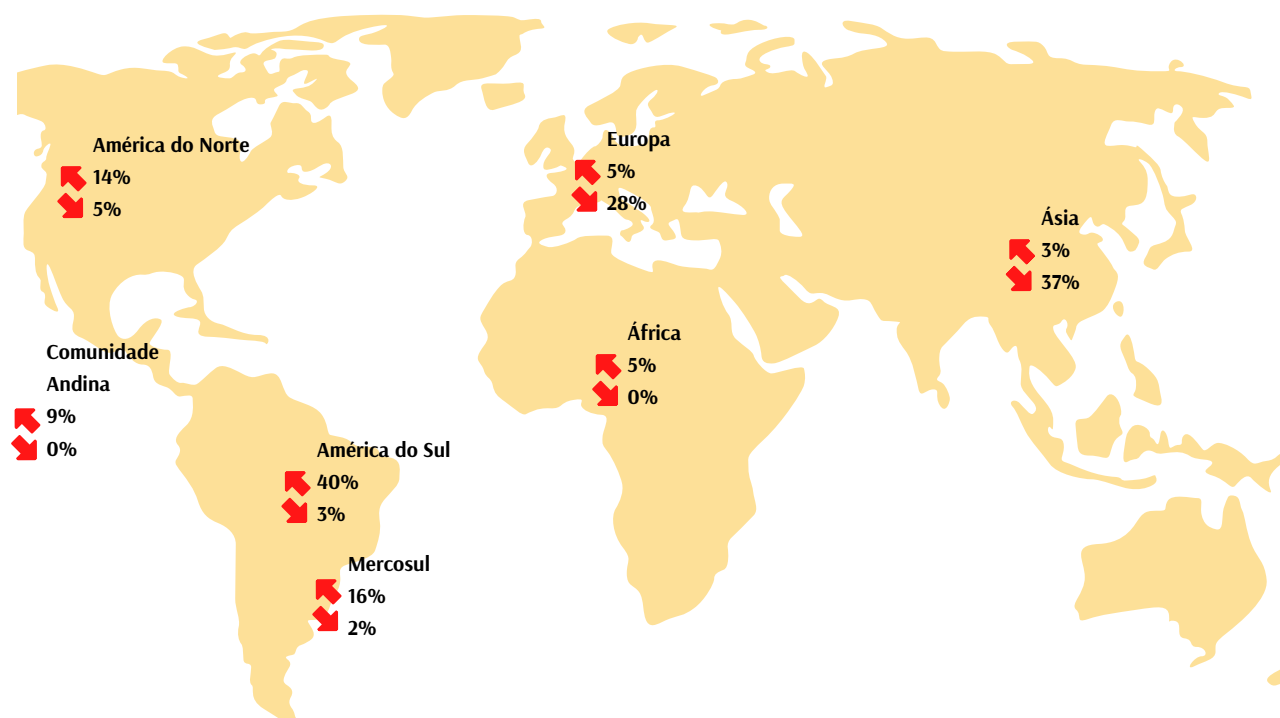 América do Norte
14%
5%
Europa
5%
28%
Ásia
3%
37%
África
5%
0%
Comunidade
Andina
9%
0%
América do Sul
40%
3%
Mercosul
16%
2%